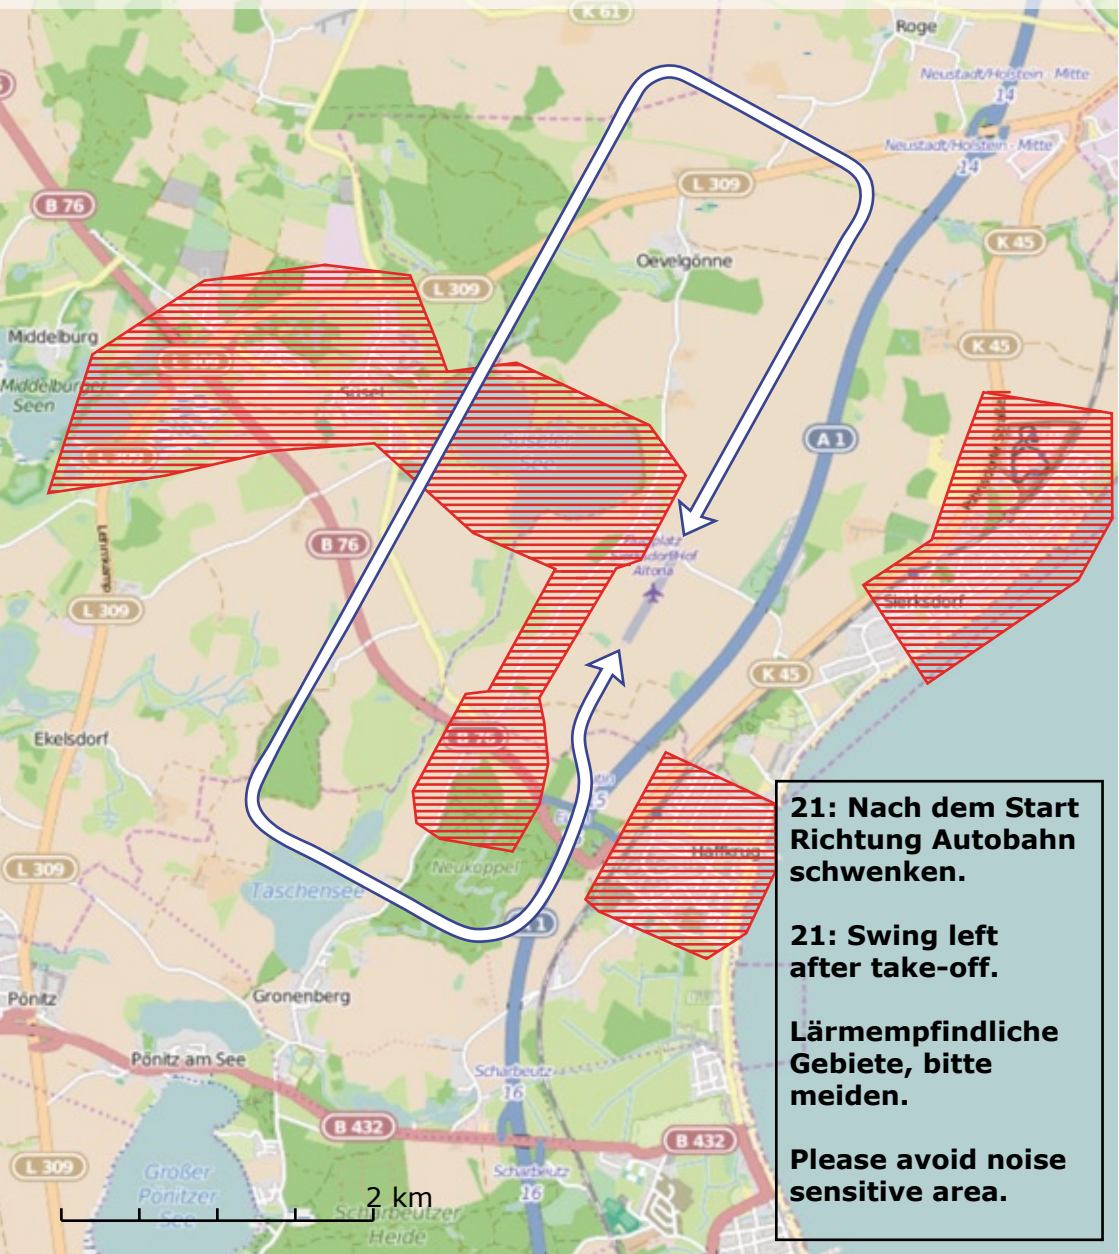 K 61
Roge
Neustadt/Holstein - Mitte
14
Neustadt/Holstein - Mitte
14
L 309
B 76
K 45
Oevelgönne
L 309
Middelburg
K 45
Middelburger
Seen
Süsel
Süseler
See
A 1
B 76
Altona
Lehmkamp
L 309
Sierksdorf
K 45
Ekelsdorf
Haffkrug
Neukoppel
L 309
Taschensee
Gronenberg
Pönitz
Pönitz am See
Scharbeutz
16
B 432
B 432
L 309
Großer
Pönitzer
See
Scharbeutz
16
2 km
Scharbeutzer
Heide
21: Nach dem Start
Richtung Autobahn
schwenken.
21: Swing left
after take-off.
Lärmempfindliche
Gebiete, bitte
meiden.
Please avoid noise
sensitive area.